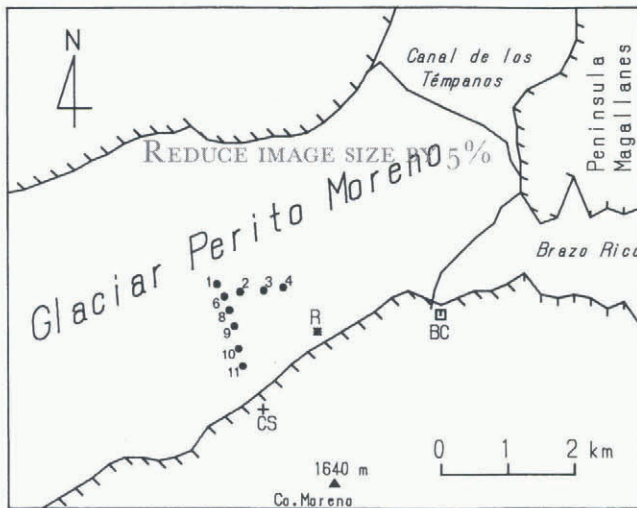 N
Canal de los
Témpanos
Península
Magallanes
REDUCE IMAGE SIZE BY 5%
Glaciar Perito Moreno
Brazo Rico
1
2
3
4
6
8
9
10
11
R
BC
CS
0 1 2 km
1640 m
Co. Moreno